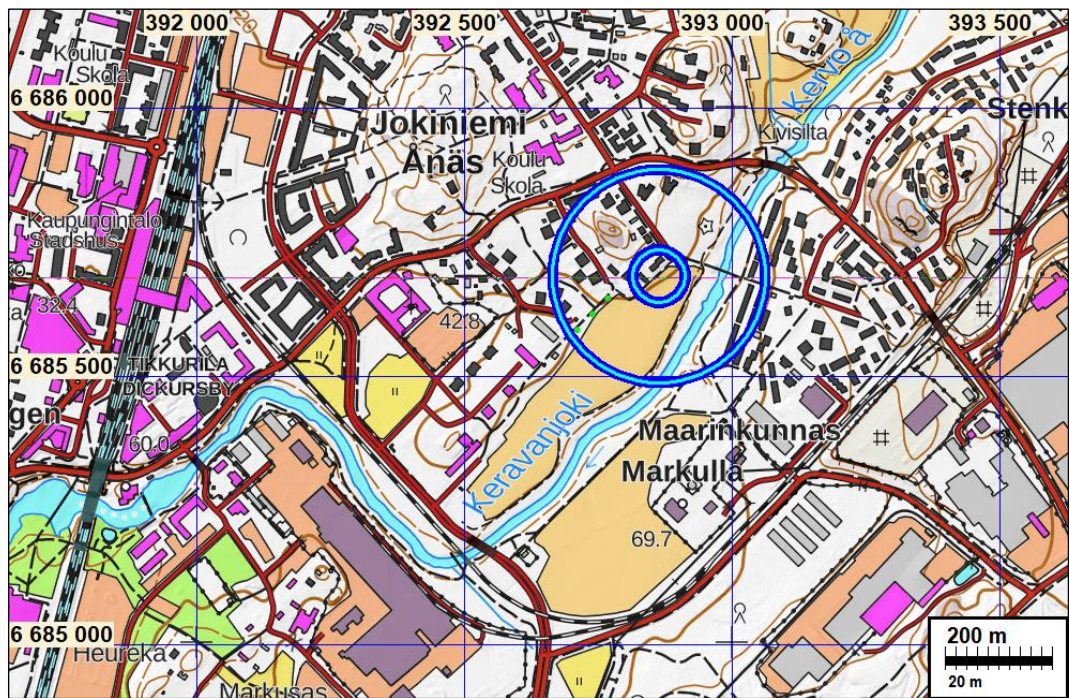 392 000
392 500
393 000
393 500
20
Koulu
Skola
6 686 000
Jokiniemi
Ånäs
Koulu
Skola
Kervo å
Kivisilta
Stenk
Kaupungintalo
Stadshus
32.4
42.8
6 685 500
TIKKURILA
DICKURSBY
gen
60.0
Keravanjoki
Maarinkunnas
Markulla
69.7
6 685 000
Heureka
Markusas
200 m
20 m